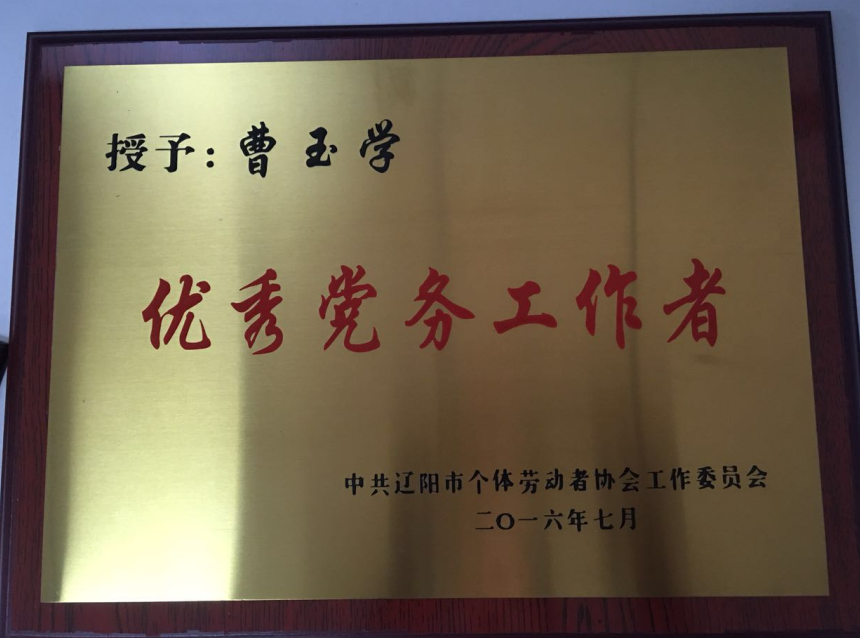 授予：曹玉学
优秀党务工作者
中共辽阳市个体劳动者协会工作委员会
二〇一六年七月